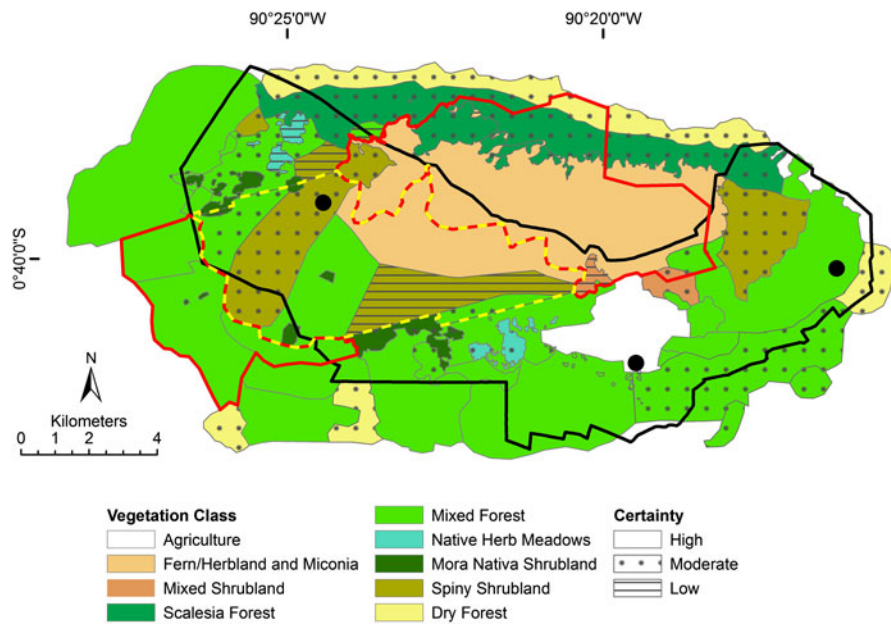 90°25'0"W 90°20'0"W
0°40'0"S
N
Kilometers
0 1 2 4
Vegetation Class
Agriculture
Fern/Herbland and Miconia
Mixed Shrubland
Scalesia Forest
Mixed Forest
Native Herb Meadows
Mora Nativa Shrubland
Spiny Shrubland
Dry Forest
Certainty
High
Moderate
Low